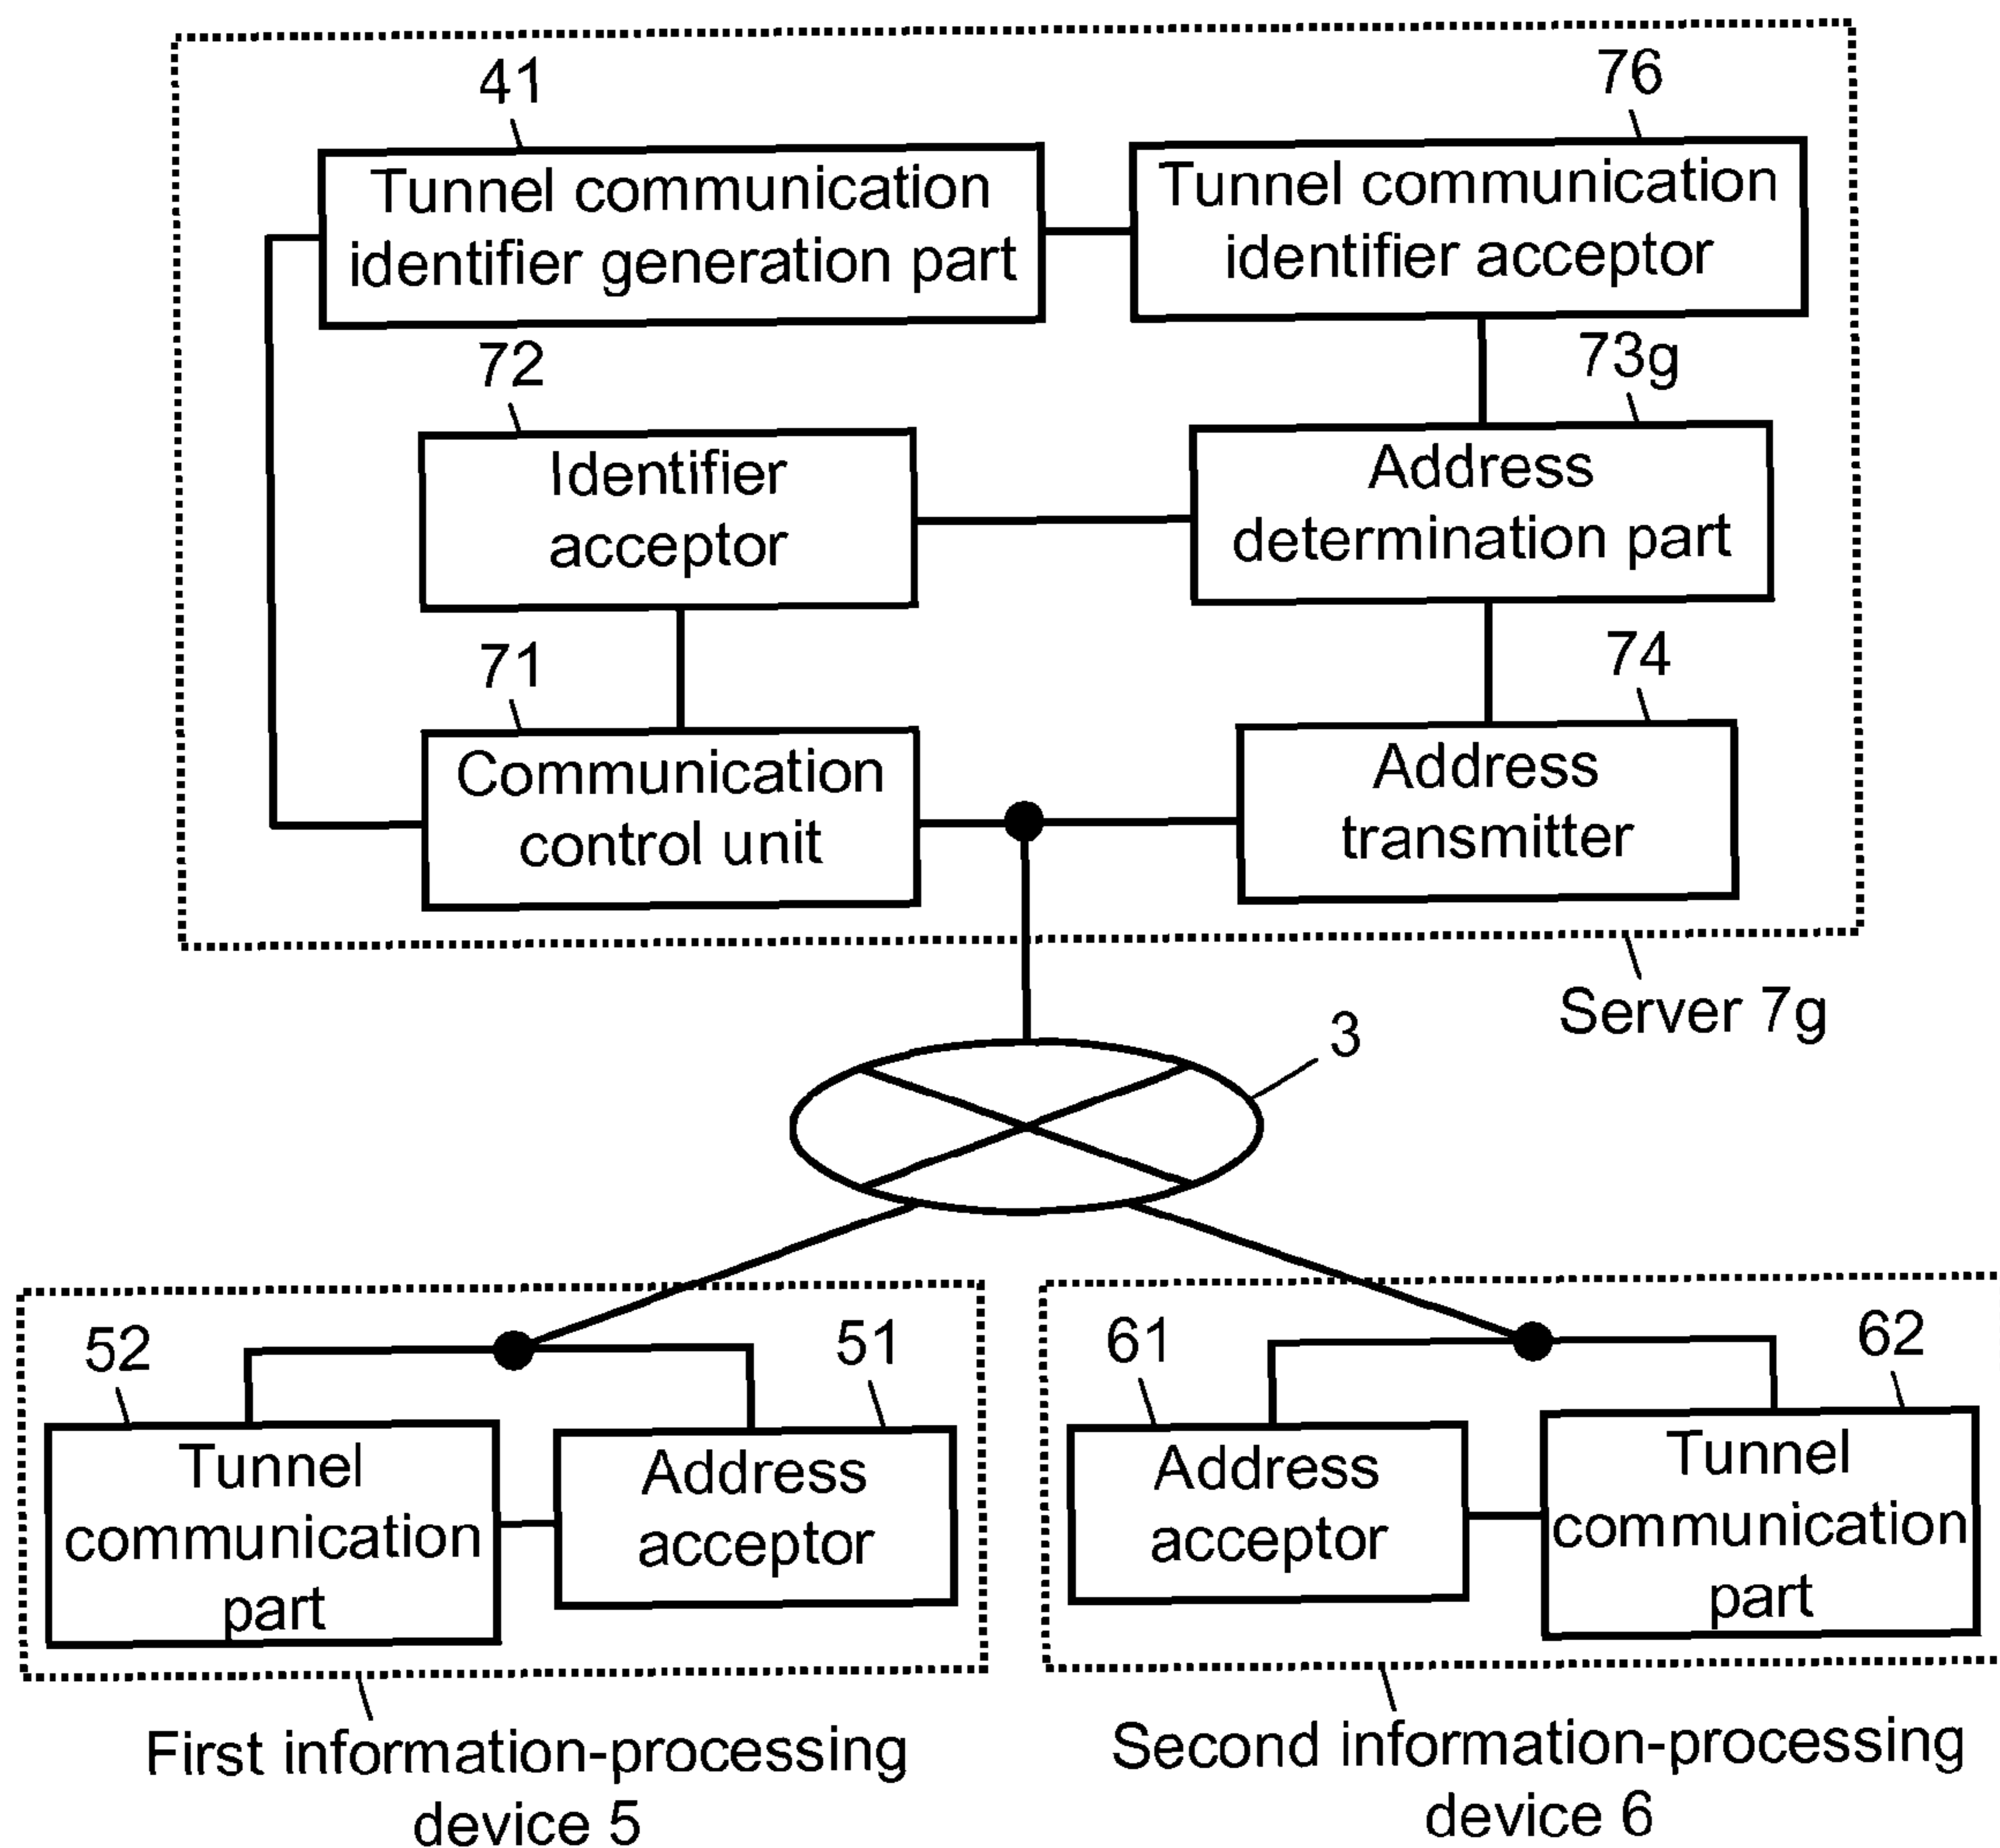 41
76
Tunnel communication
identifier generation part
Tunnel communication
identifier acceptor
72
73g
Identifier
acceptor
Address
determination part
71
74
Communication
control unit
Address
transmitter
Server 7g
3
52
51
61
62
Tunnel
communication
part
Address
acceptor
Address
acceptor
Tunnel
communication
part
First information-processing
device 5
Second information-processing
device 6